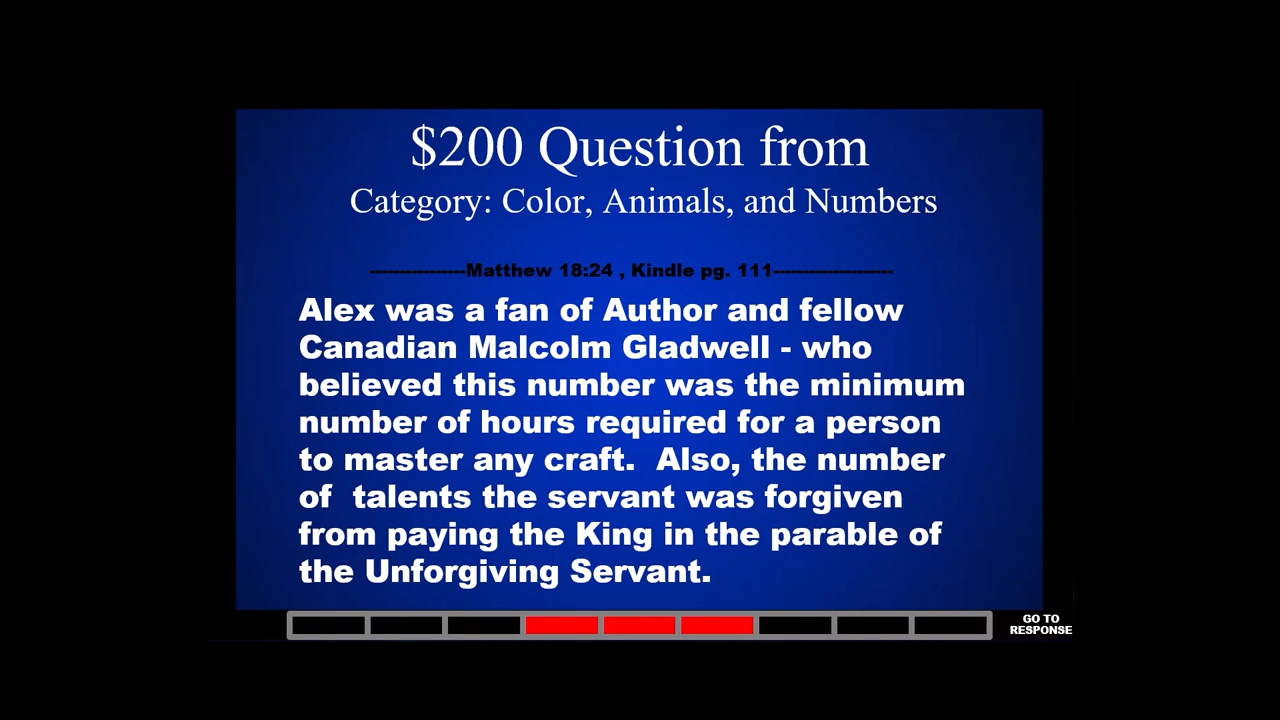 $200 Question from
Category: Color, Animals, and Numbers
----------------Matthew 18:24 , Kindle pg. 111--------------------
Alex was a fan of Author and fellow
Canadian Malcolm Gladwell - who
believed this number was the minimum
number of hours required for a person
to master any craft.  Also, the number
of  talents the servant was forgiven
from paying the King in the parable of
the Unforgiving Servant.
GO TO
RESPONSE